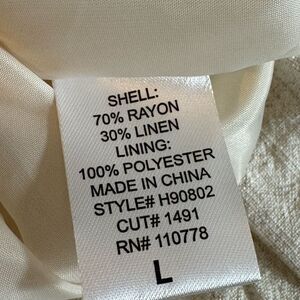 SHELL:
70% RAYON
30% LINEN
LINING:
100% POLYESTER
MADE IN CHINA
STYLE# H90802
CUT# 1491
RN# 110778
L